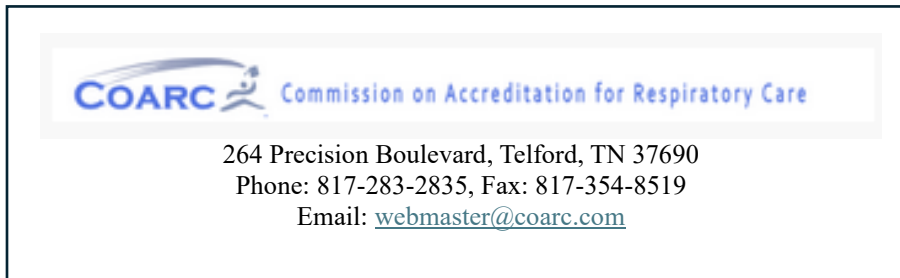 COARC Commission on Accreditation for Respiratory Care
264 Precision Boulevard, Telford, TN 37690
Phone: 817-283-2835, Fax: 817-354-8519
Email: webmaster@coarc.com